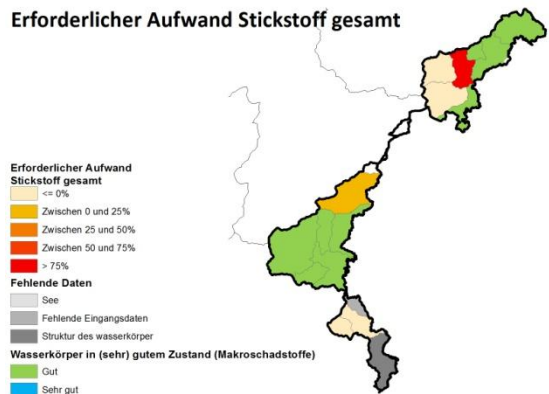 Erforderlicher Aufwand Stickstoff gesamt
Erforderlicher Aufwand
Stickstoff gesamt
<= 0%
Zwischen 0 und 25%
Zwischen 25 und 50%
Zwischen 50 und 75%
> 75%
Fehlende Daten
See
Fehlende Eingangsdaten
Struktur des wasserkörper
Wasserkörper in (sehr) gutem Zustand (Makroschadstoffe)
Gut
Sehr gut